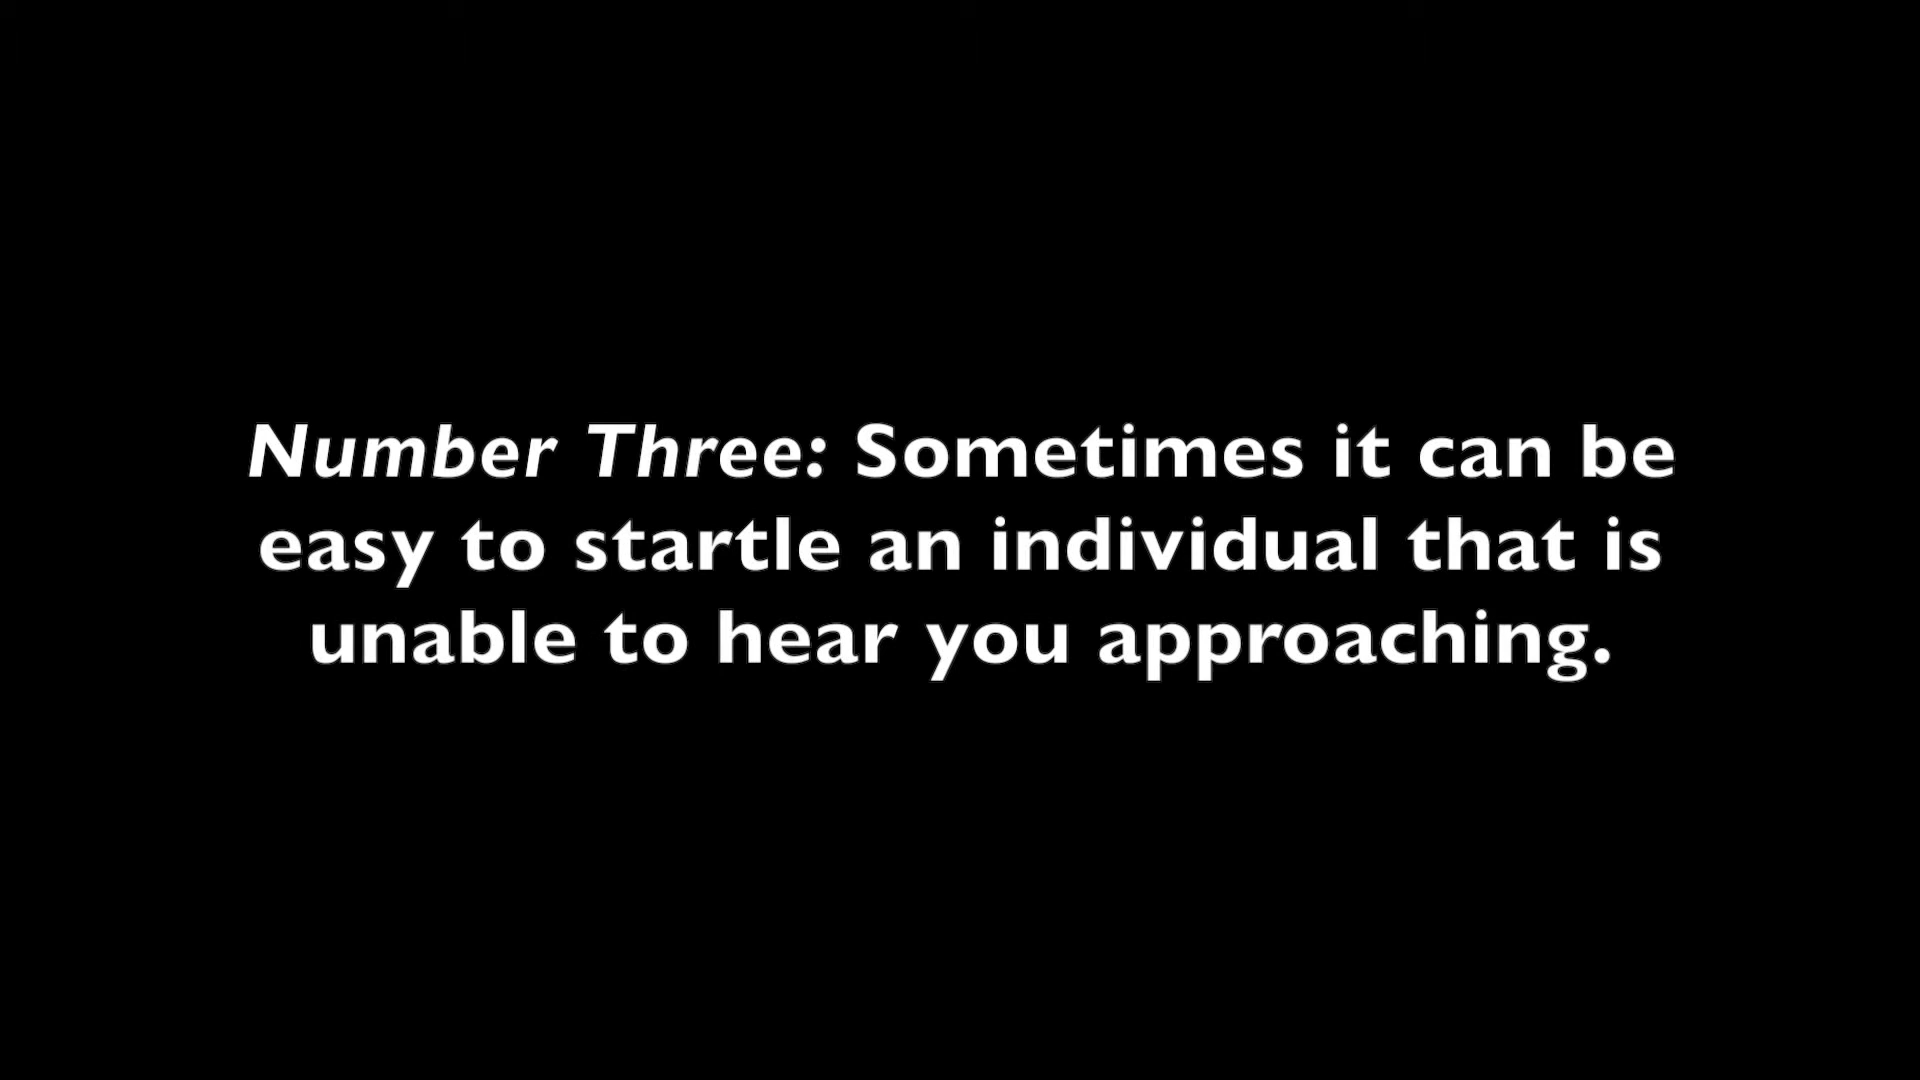 Number Three: Sometimes it can be
easy to startle an individual that is
unable to hear you approaching.